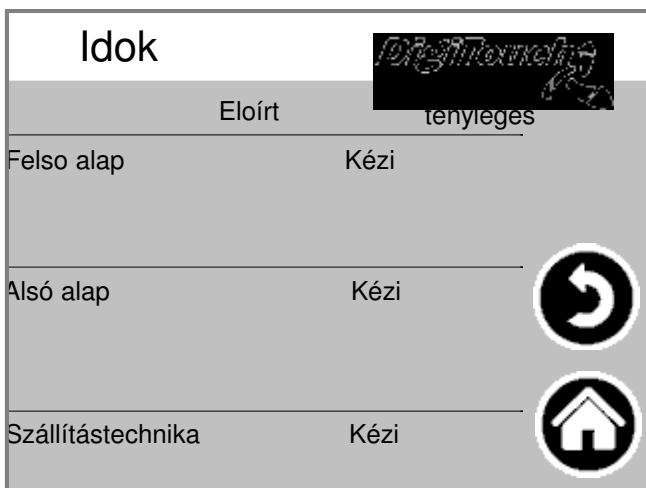 Idok
DigiTouch
Eloírt tényleges
Felso alap Kézi
Alsó alap Kézi
Szállítástechnika Kézi